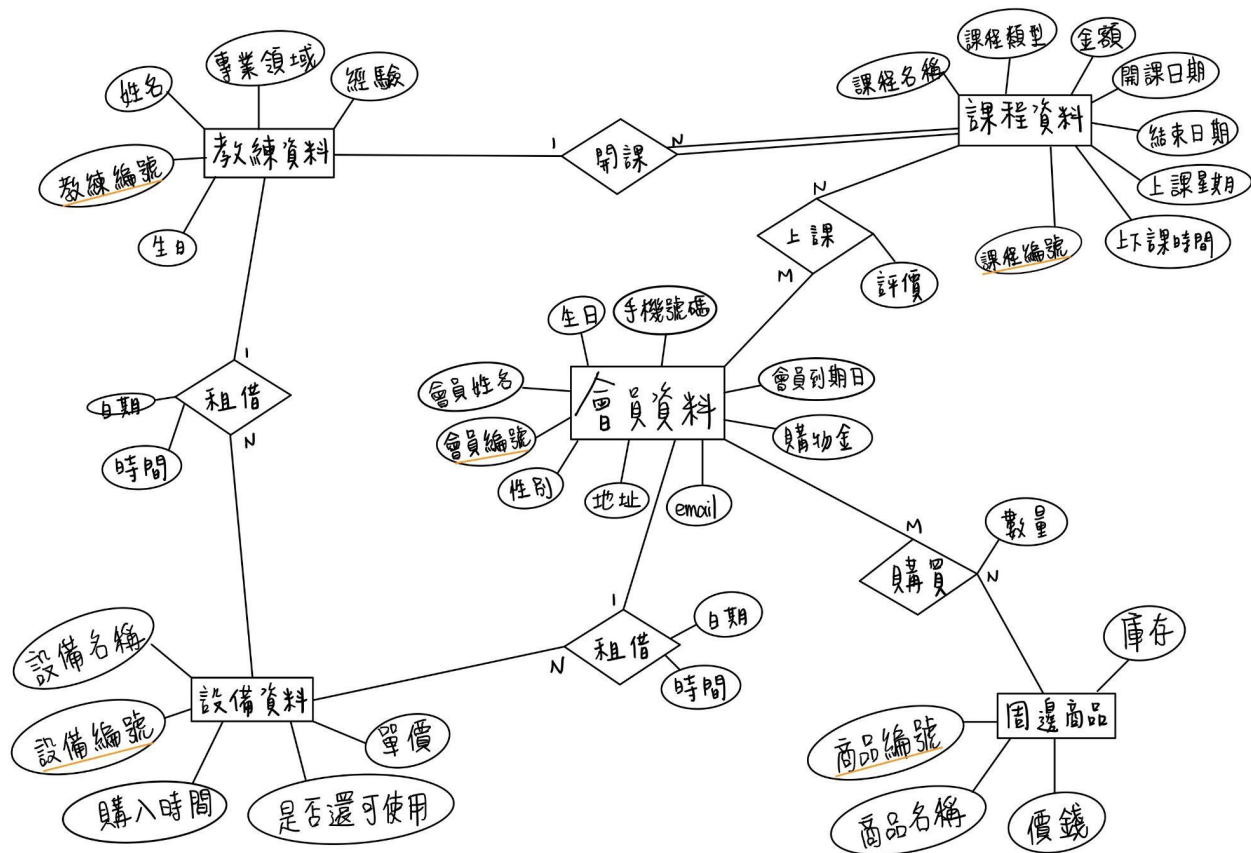 專業領域
姓名
經驗
教練資料
教練編號
生日
1
開課
N
課程類型
金額
課程名稱
開課日期
課程資料
結束日期
上課星期
上下課時間
課程編號
N
上課
M
評價
生日
手機號碼
會員姓名
會員到期日
會員資料
會員編號
購物金
性別
地址
email
1
日期
租借
時間
N
M
數量
購買
N
1
日期
租借
N
時間
設備名稱
設備資料
設備編號
單價
購入時間
是否還可使用
庫存
周邊商品
商品編號
商品名稱
價錢